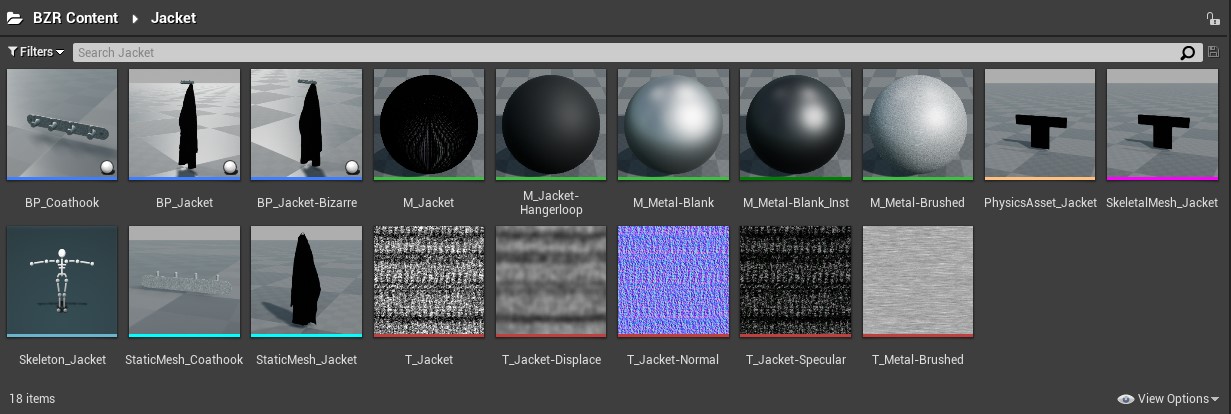 BZR Content Jacket
Filters Search Jacket
BP_Coathook BP_Jacket BP_Jacket-Bizarre M_Jacket M_Jacket- M_Metal-Blank M_Metal-Blank_Inst M_Metal-Brushed PhysicsAsset_Jacket SkeletalMesh_Jacket
Hangerloop
Skeleton_Jacket StaticMesh_Coathook StaticMesh_Jacket T_Jacket T_Jacket-Displace T_Jacket-Normal T_Jacket-Specular T_Metal-Brushed
18 items View Options